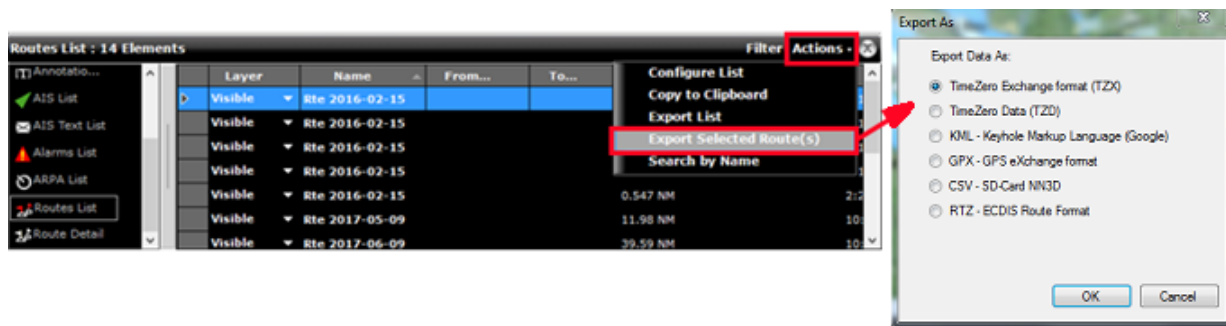 Export As
Routes List : 14 Elements
Filter Actions
Annotatio...
Layer Name From... To...
Configure List
Export Data As:
AIS List
Visible Rte 2016-02-15
Copy to Clipboard
TimeZero Exchange format (TZX)
AIS Text List
Visible Rte 2016-02-15
Export List
TimeZero Data (TZD)
Alarms List
Visible Rte 2016-02-15
Export Selected Route(s)
KML - Keyhole Markup Language (Google)
ARPA List
Visible Rte 2016-02-15
Search by Name
GPX - GPS eXchange format
Routes List
Visible Rte 2016-02-15 0.547 NM
CSV - SD-Card NN3D
Route Detail
Visible Rte 2017-05-09 11.98 NM
RTZ - ECDIS Route Format
Visible Rte 2017-06-09 39.59 NM
OK Cancel